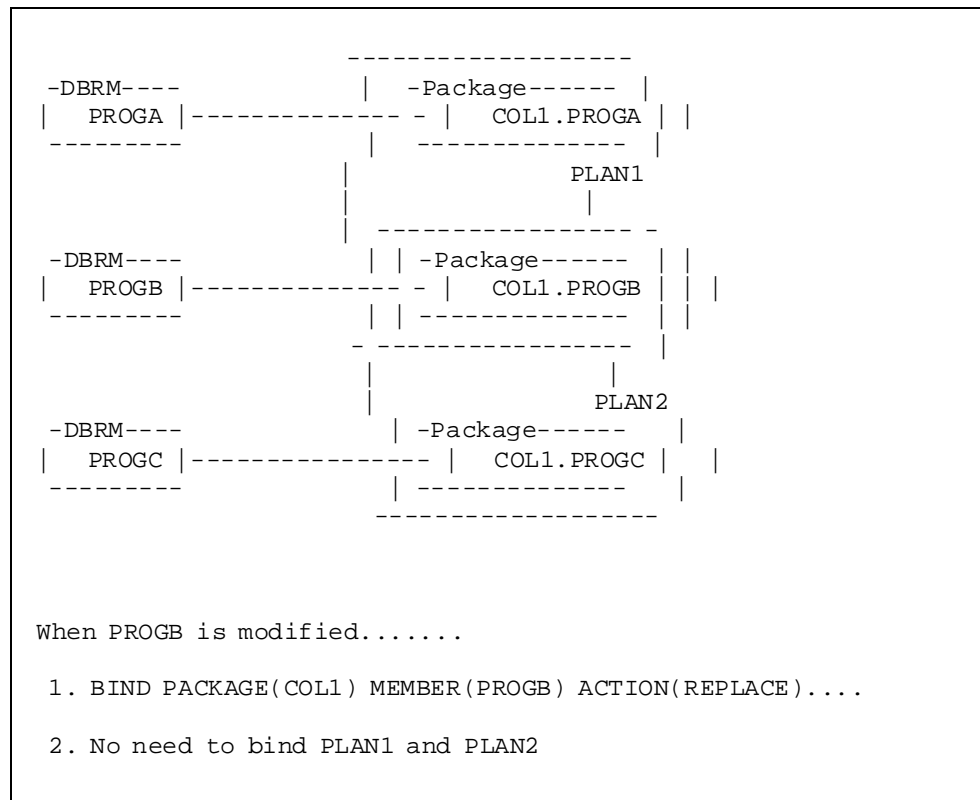 -DBRM---- -Package------
PROGA COL1.PROGA
PLAN1
-DBRM---- -Package------
PROGB COL1.PROGB
PLAN2
-DBRM---- -Package------
PROGC COL1.PROGC
When PROGB is modified.......
1. BIND PACKAGE(COL1) MEMBER(PROGB) ACTION(REPLACE)....
2. No need to bind PLAN1 and PLAN2